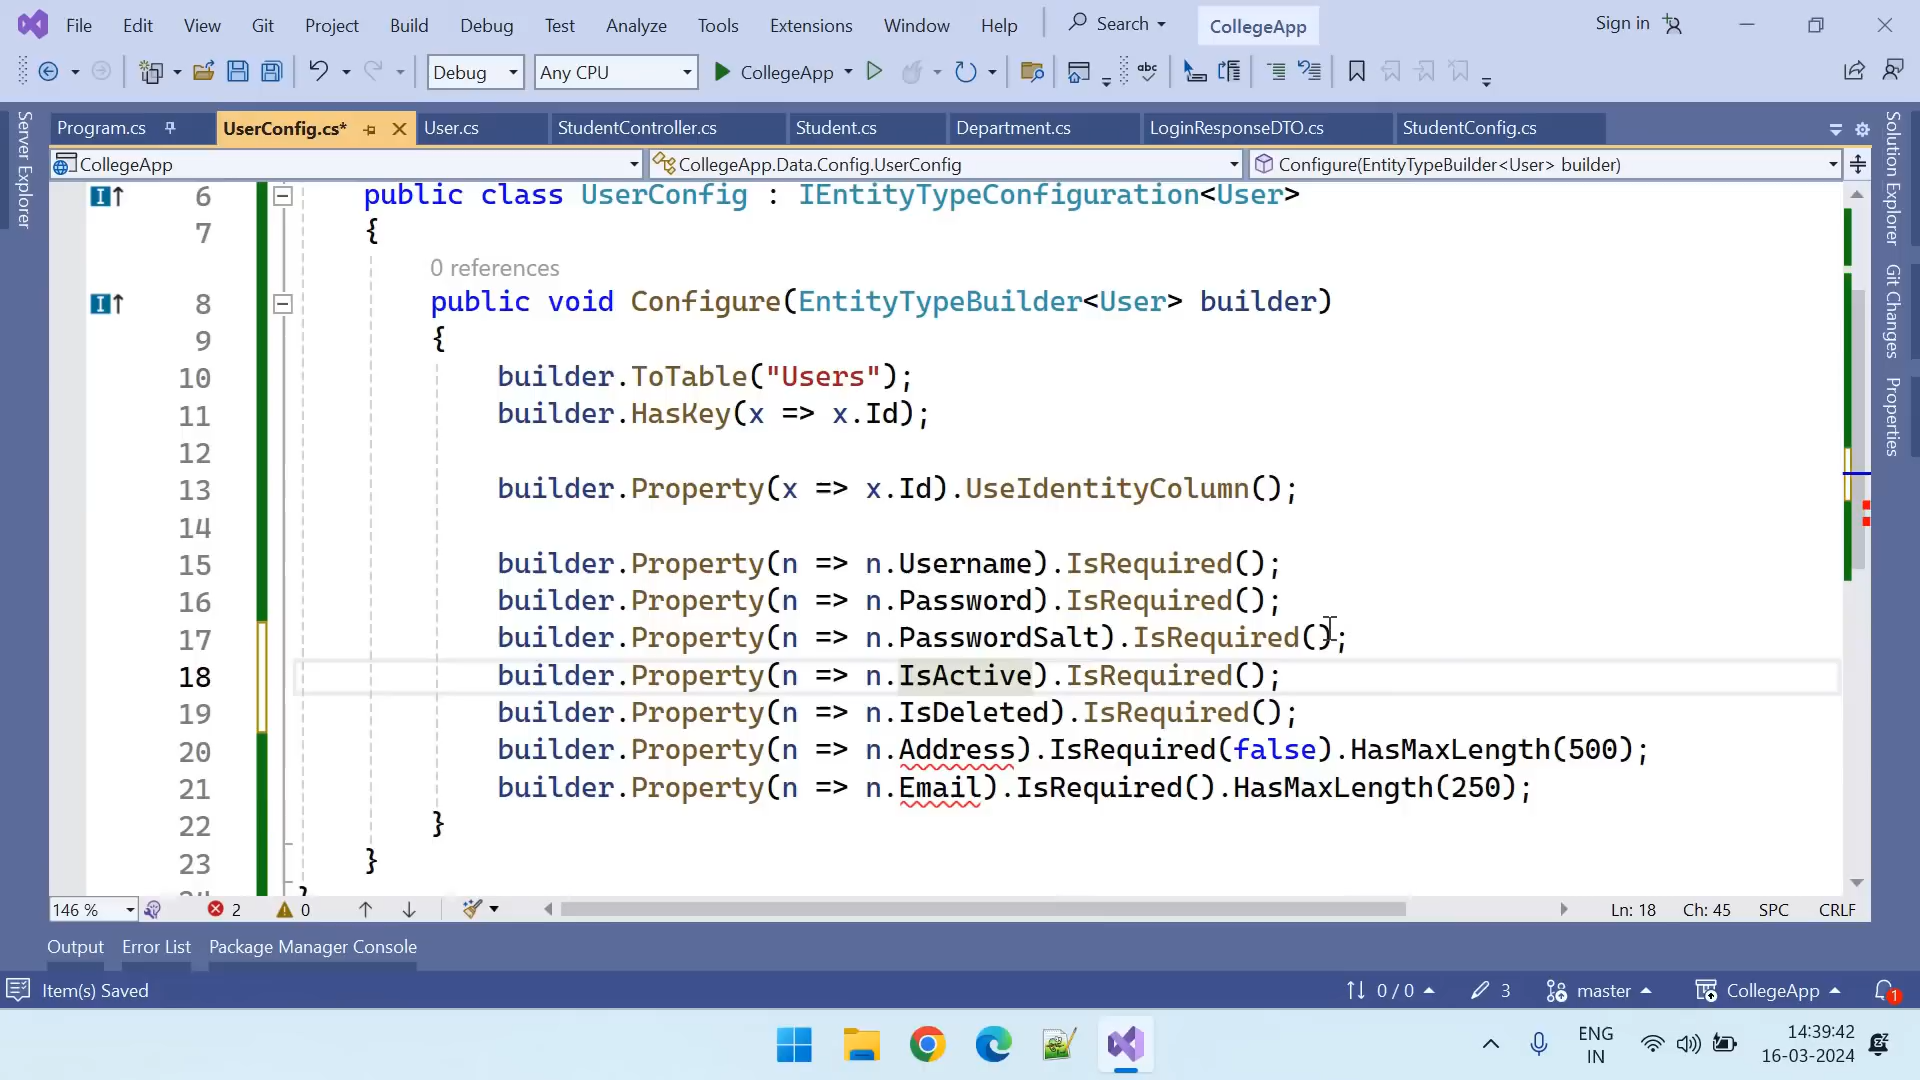 File Edit View Git Project Build Debug Test Analyze Tools Extensions Window Help Search CollegeApp Sign in
Debug Any CPU CollegeApp
Program.cs UserConfig.cs* User.cs StudentController.cs Student.cs Department.cs LoginResponseDTO.cs StudentConfig.cs
CollegeApp CollegeApp.Data.Config.UserConfig Configure(EntityTypeBuilder<User> builder)
Server Explorer
Solution Explorer
Git Changes
Properties
6 public class UserConfig : IEntityTypeConfiguration<User>
7 {
0 references
8 public void Configure(EntityTypeBuilder<User> builder)
9 {
10 builder.ToTable("Users");
11 builder.HasKey(x => x.Id);
12
13 builder.Property(x => x.Id).UseIdentityColumn();
14
15 builder.Property(n => n.Username).IsRequired();
16 builder.Property(n => n.Password).IsRequired();
17 builder.Property(n => n.PasswordSalt).IsRequired();
18 builder.Property(n => n.IsActive).IsRequired();
19 builder.Property(n => n.IsDeleted).IsRequired();
20 builder.Property(n => n.Address).IsRequired(false).HasMaxLength(500);
21 builder.Property(n => n.Email).IsRequired().HasMaxLength(250);
22 }
23 }
146 % 2 0 Ln: 18 Ch: 45 SPC CRLF
Output Error List Package Manager Console
Item(s) Saved 0 / 0 3 master CollegeApp 1
ENG 14:39:42
IN 16-03-2024